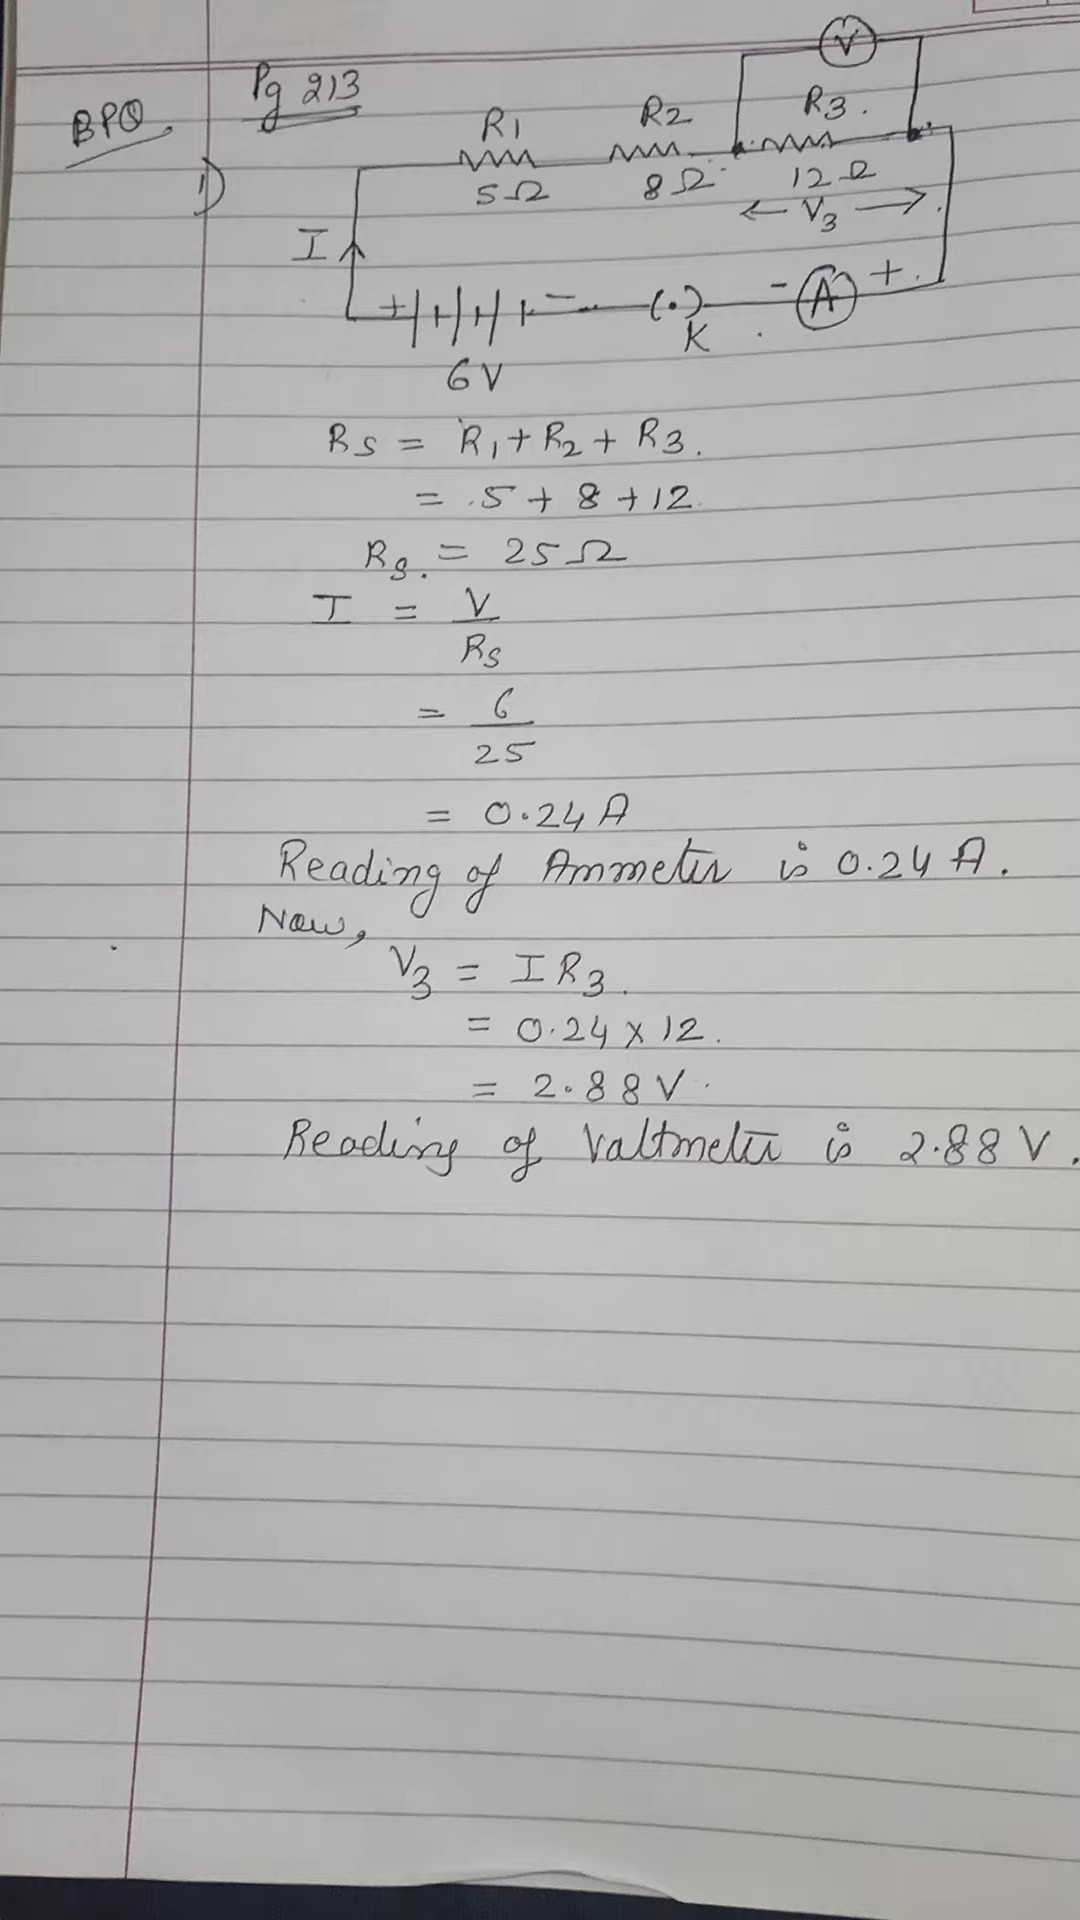 BPQ
Pg 213
1)
V
R1 R2 R3.
5Ω 8Ω 12Ω
← V3 →
I
+ - (.) - A +
K
6V
Rs = R1 + R2 + R3.
= 5 + 8 + 12
Rs. = 25Ω
I = V
Rs
= 6
25
= 0.24 A
Reading of Ammeter is 0.24 A.
Now,
V3 = I R3.
= 0.24 x 12.
= 2.88 V.
Reading of Valtmeter is 2.88 V.